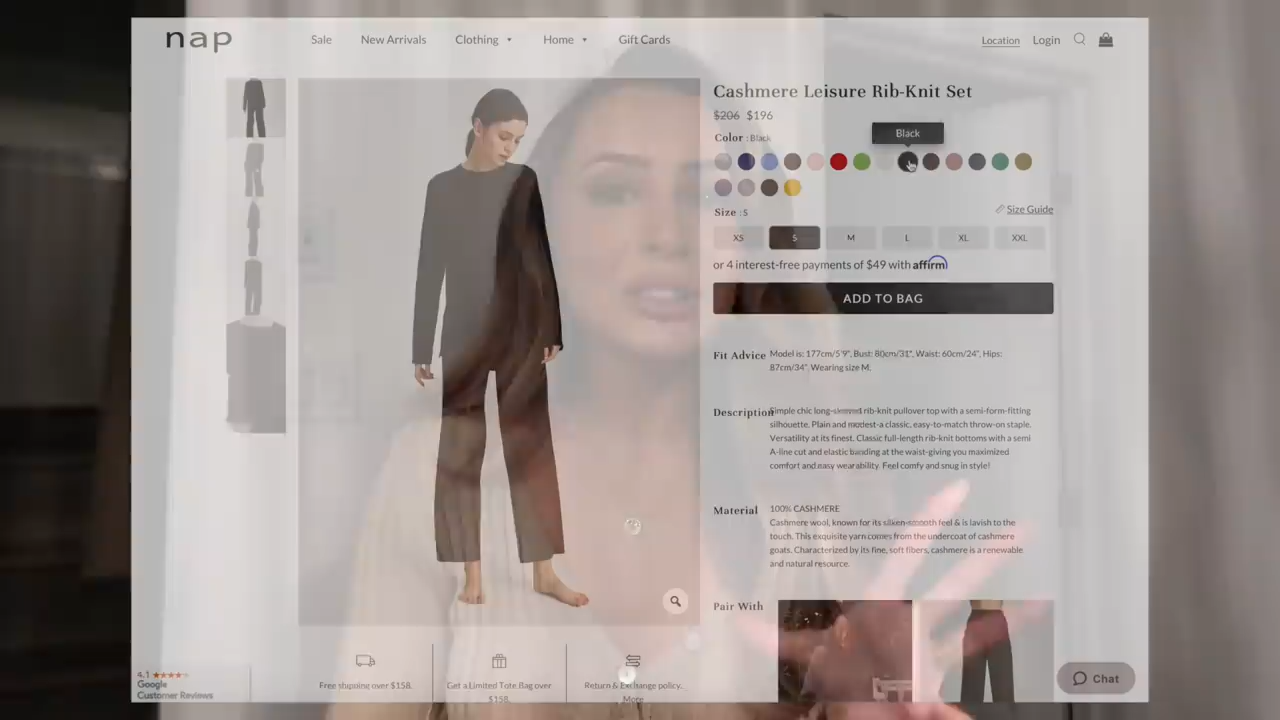 nap
Sale New Arrivals Clothing Home Gift Cards
Location Login
Cashmere Leisure Rib-Knit Set
$206 $196
Color : Black
Black
Size : S
Size Guide
XS S M L XL XXL
or 4 interest-free payments of $49 with affirm
ADD TO BAG
Fit Advice
Model is: 177cm/5'9", Bust: 80cm/31", Waist: 60cm/24", Hips:
87cm/34". Wearing size M.
Description
Simple chic long-sleeved rib-knit pullover top with a semi-form-fitting
silhouette. Plain and modest-a classic, easy-to-match throw-on staple.
Versatility at its finest. Classic full-length rib-knit bottoms with a semi
A-line cut and elastic banding at the waist-giving you maximized
comfort and easy wearability. Feel comfy and snug in style!
Material
100% CASHMERE
Cashmere wool, known for its silken-smooth feel & is lavish to the
touch. This exquisite yarn comes from the undercoat of cashmere
goats. Characterized by its fine, soft fibers, cashmere is a renewable
and natural resource.
Pair With
Free shipping over $158.
Get a Limited Tote Bag over
$158.
Return & Exchange policy..
More
4.1
Google
Customer Reviews
Chat